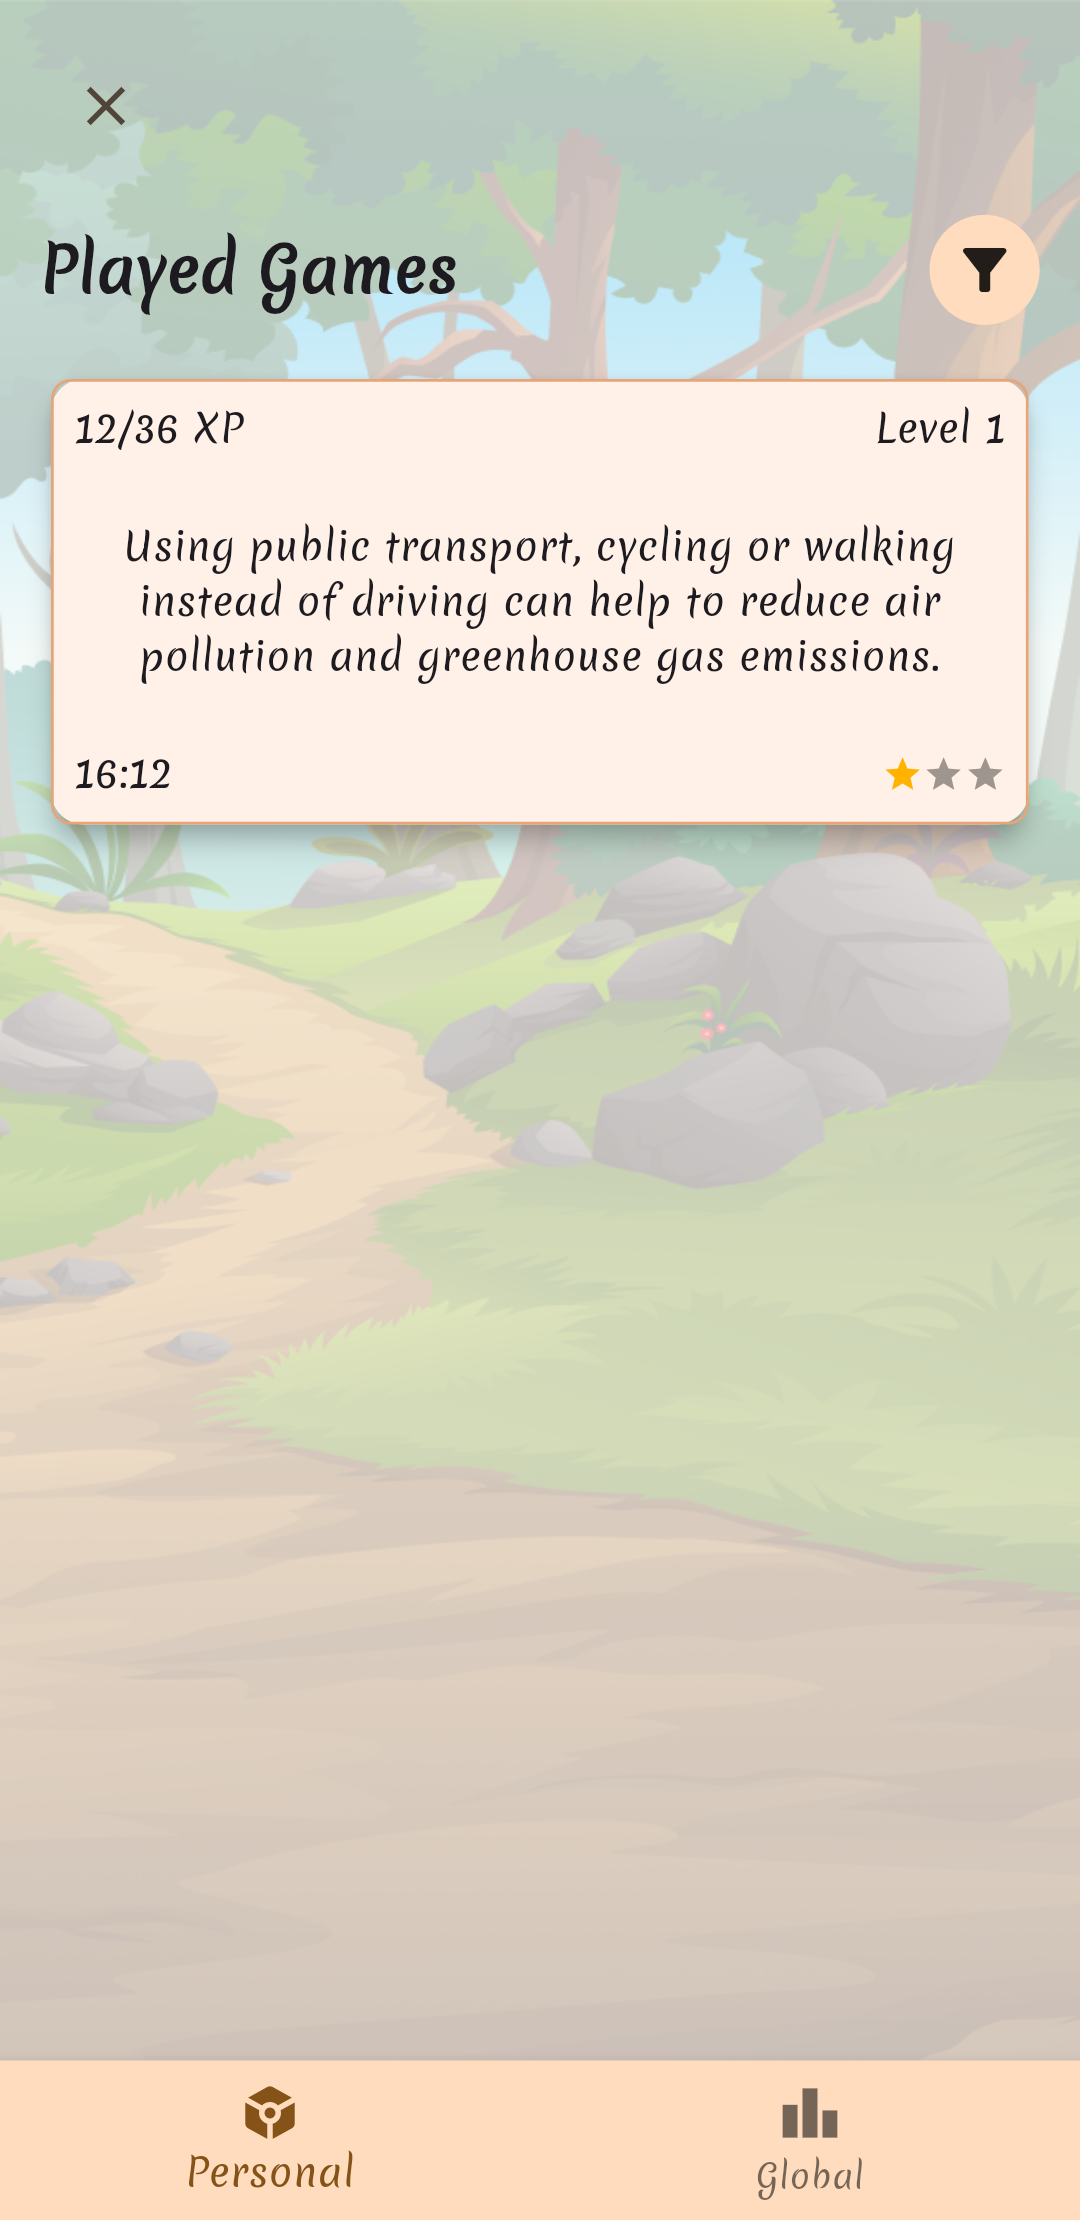 Played Games
12/36 XP
Level 1
Using public transport, cycling or walking
instead of driving can help to reduce air
pollution and greenhouse gas emissions.
16:12
Personal
Global